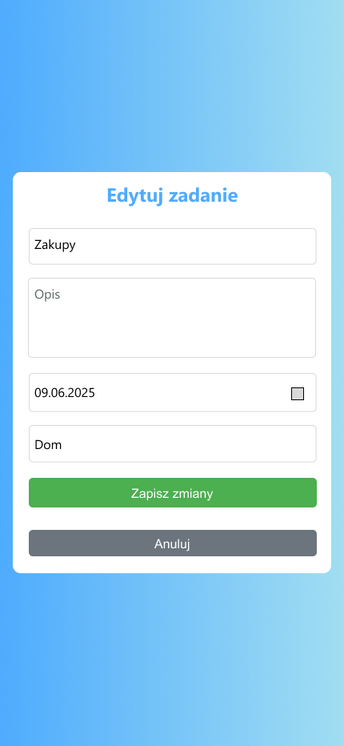 Edytuj zadanie
Zakupy
Opis
09.06.2025
Dom
Zapisz zmiany
Anuluj